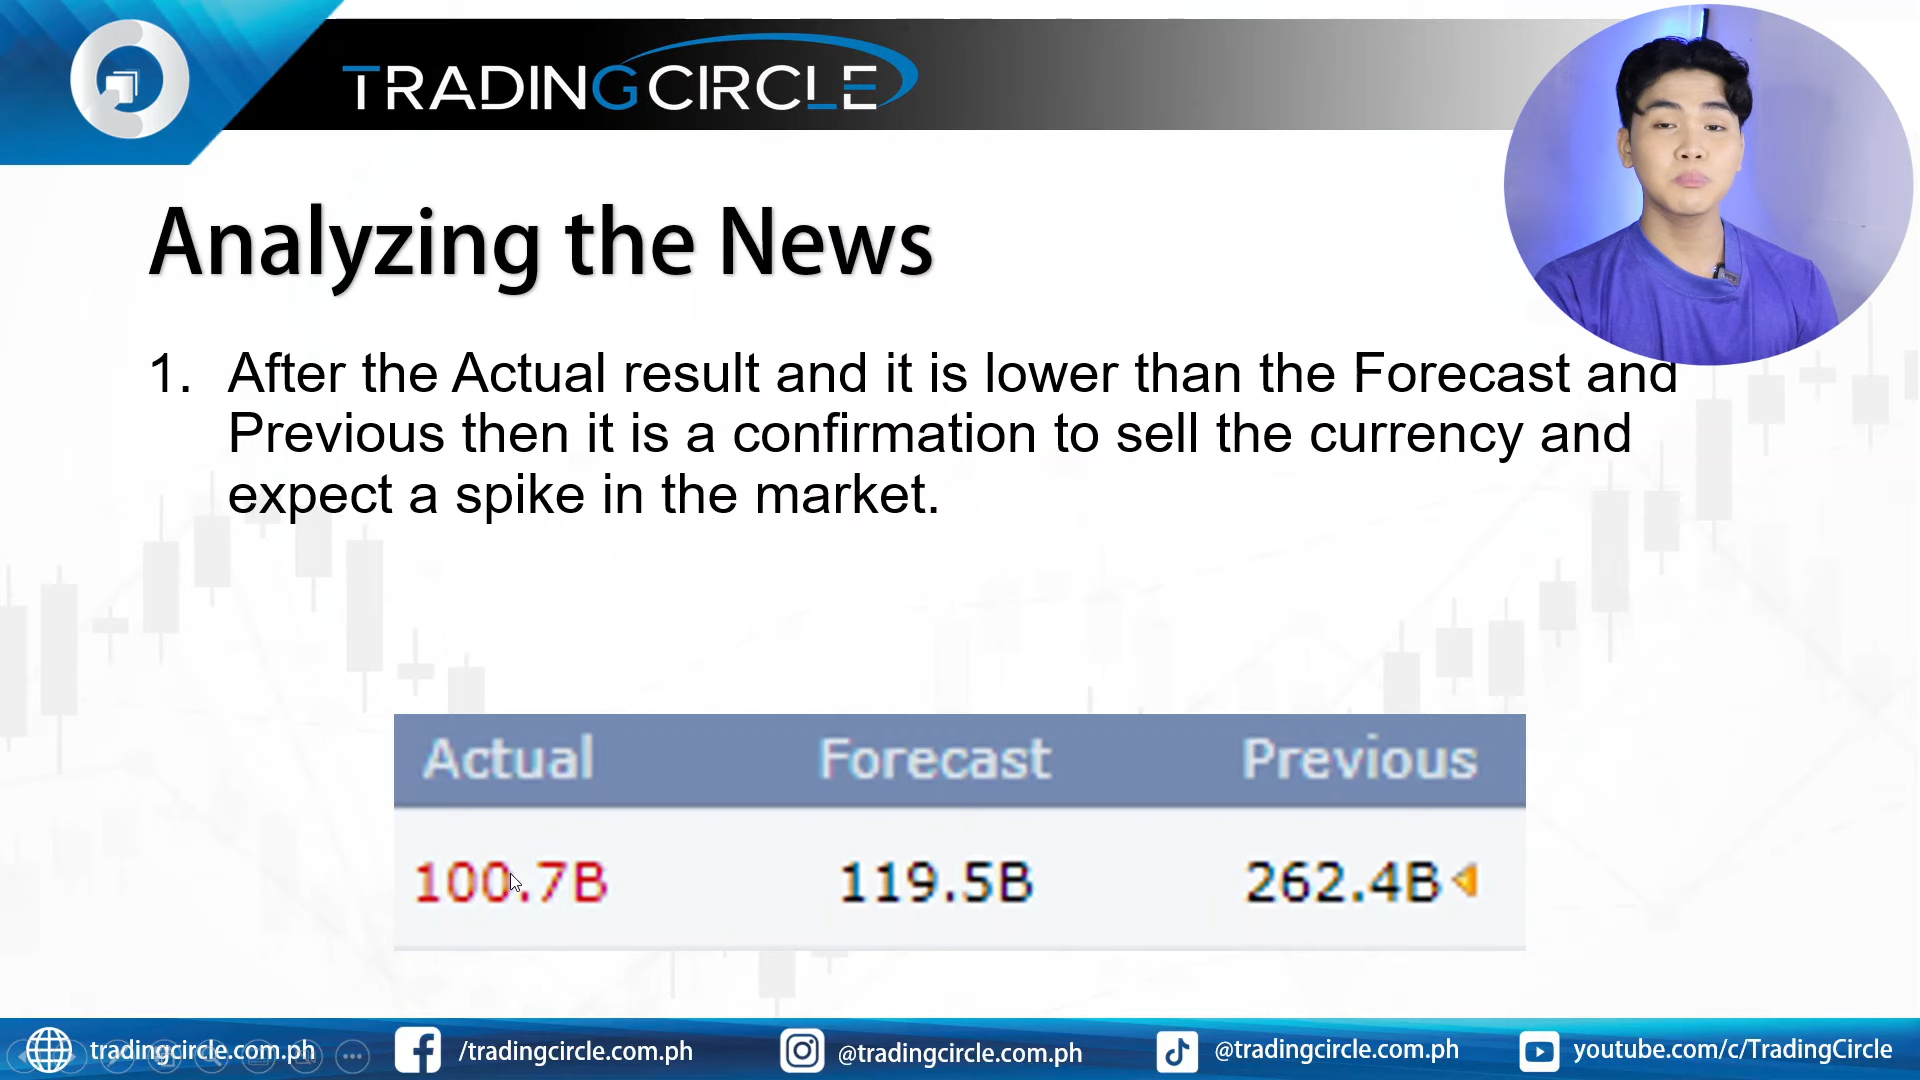 TRADINGCIRCLE
Analyzing the News
1. After the Actual result and it is lower than the Forecast and
Previous then it is a confirmation to sell the currency and
expect a spike in the market.
Actual Forecast Previous
100.7B 119.5B 262.4B
tradingcircle.com.ph /tradingcircle.com.ph @tradingcircle.com.ph @tradingcircle.com.ph youtube.com/c/TradingCircle